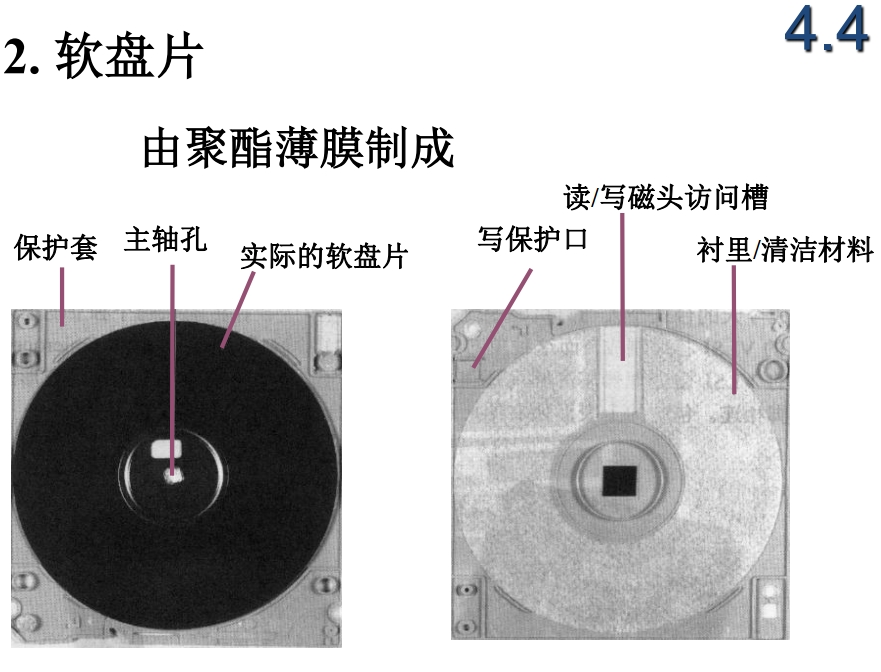 4.4
2. 软盘片
由聚酯薄膜制成
读/写磁头访问槽
保护套
主轴孔
实际的软盘片
写保护口
衬里/清洁材料